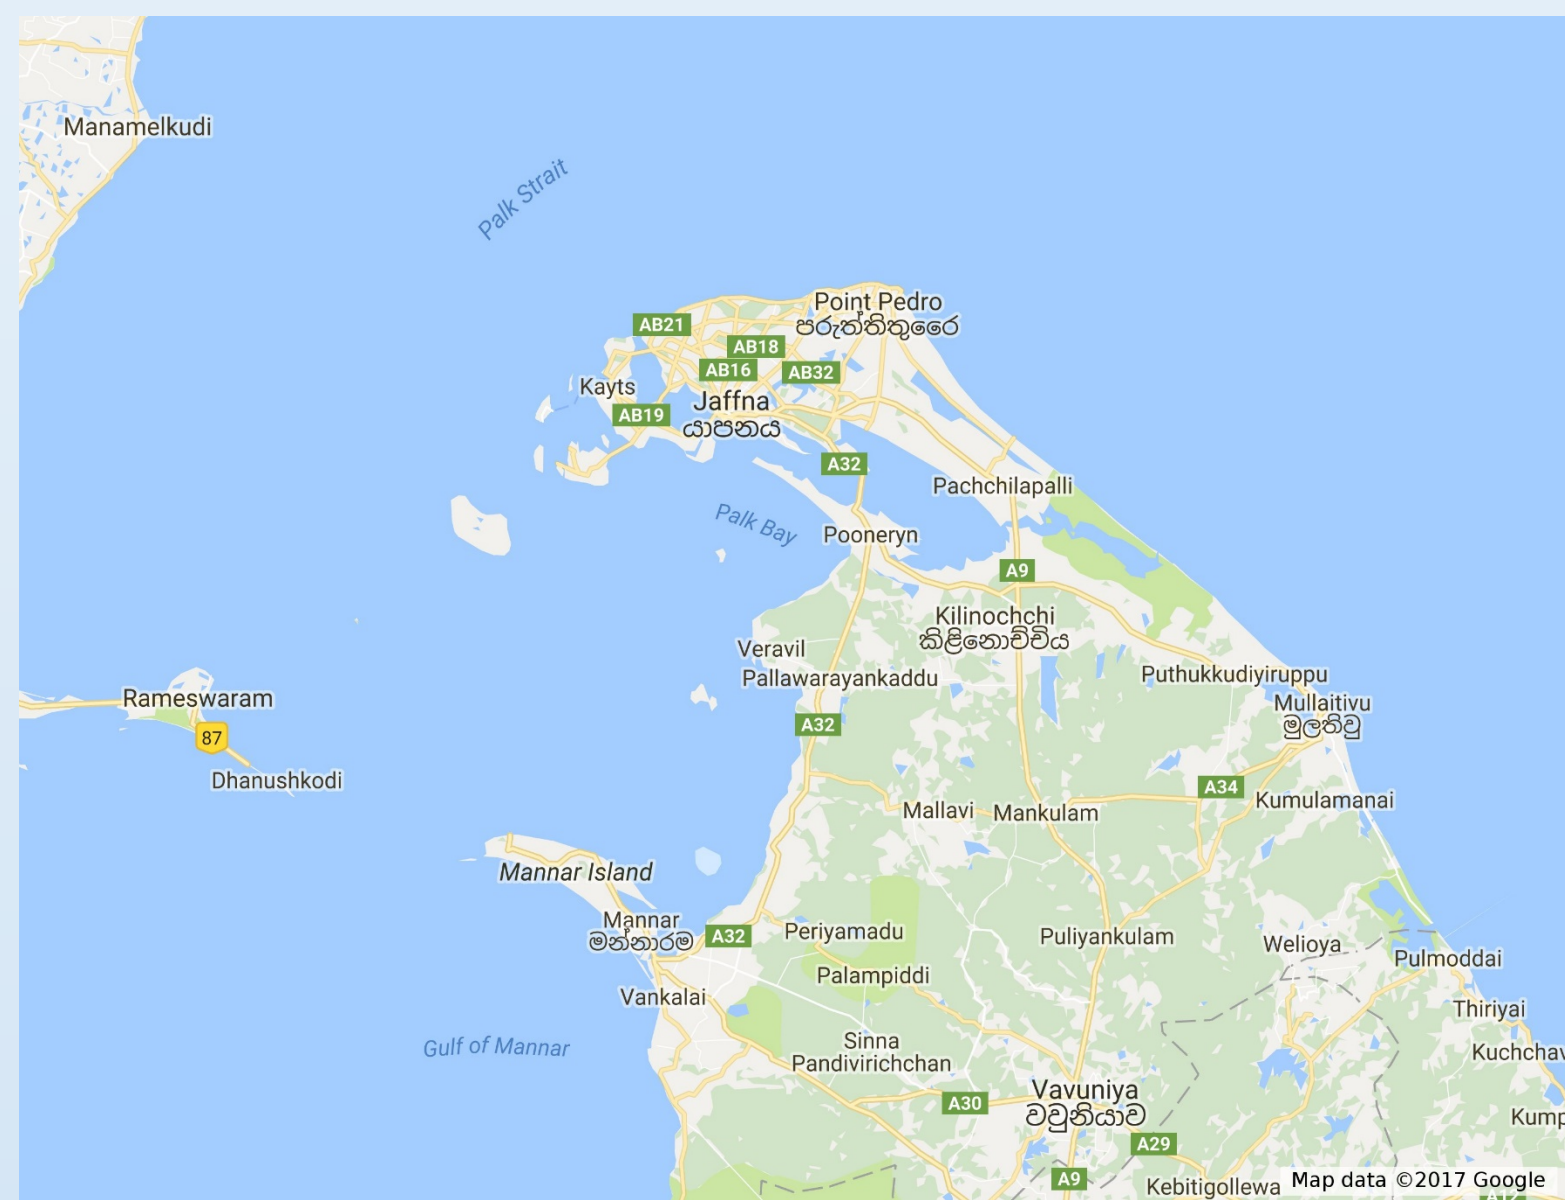 Manamelkudi
Palk Strait
Point Pedro
පරුත්තිතුරෛ
AB21
AB18
AB16
AB32
Kayts
Jaffna
යාපනය
AB19
A32
Pachchilapalli
Palk Bay
Pooneryn
A9
Kilinochchi
කිළිනොච්චිය
Veravil
Pallawarayankaddu
Puthukkudiyiruppu
Rameswaram
Mullaitivu
මුලතිවු
A32
87
Dhanushkodi
A34
Kumulamanai
Mallavi
Mankulam
Mannar Island
Mannar
මන්නාරම
A32
Periyamadu
Puliyankulam
Welioya
Pulmoddai
Palampiddi
Vankalai
Thiriyai
Gulf of Mannar
Sinna
Pandivirichchan
Kuchchav
Vavuniya
වවුනියාව
A30
Kump
A29
A9
Kebitigollewa
Map data ©2017 Google
A12